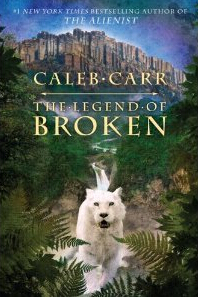 #1 NEW YORK TIMES BESTSELLING AUTHOR OF
THE ALIENIST
CALEB·CARR
THE·LEGEND·OF
BROKEN